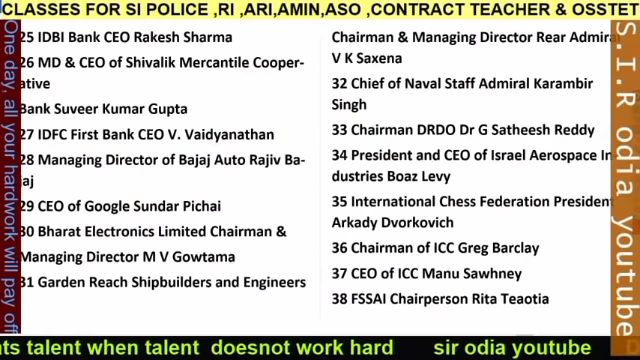 CLASSES FOR SI POLICE ,RI ,ARI,AMIN,ASO ,CONTRACT TEACHER & OSSTET
25 IDBI Bank CEO Rakesh Sharma
26 MD & CEO of Shivalik Mercantile Cooper-
ative
Bank Suveer Kumar Gupta
27 IDFC First Bank CEO V. Vaidyanathan
28 Managing Director of Bajaj Auto Rajiv Ba-
jaj
29 CEO of Google Sundar Pichai
30 Bharat Electronics Limited Chairman &
Managing Director M V Gowtama
31 Garden Reach Shipbuilders and Engineers
Chairman & Managing Director Rear Admiral
V K Saxena
32 Chief of Naval Staff Admiral Karambir
Singh
33 Chairman DRDO Dr G Satheesh Reddy
34 President and CEO of Israel Aerospace In
dustries Boaz Levy
35 International Chess Federation President
Arkady Dvorkovich
36 Chairman of ICC Greg Barclay
37 CEO of ICC Manu Sawhney
38 FSSAI Chairperson Rita Teaotia
One day, all your hardwork will pay off
S.I.R odia youtube
ats talent when talent doesnot work hard sir odia youtube